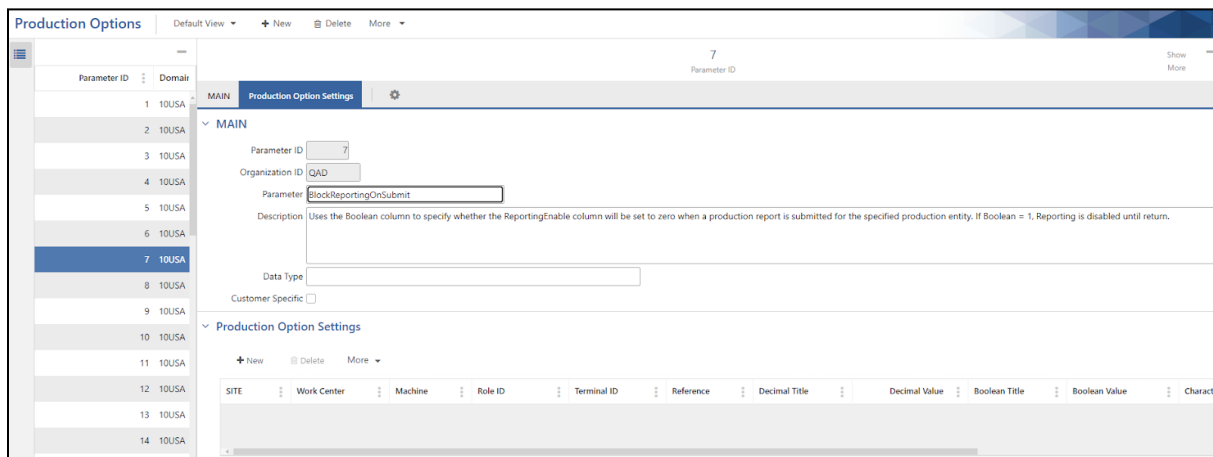 Production Options Default View New Delete More
7 Show
Parameter ID More
Parameter ID Domain
MAIN Production Option Settings
1 10USA
2 10USA
3 10USA
4 10USA
5 10USA
6 10USA
7 10USA
8 10USA
9 10USA
10 10USA
11 10USA
12 10USA
13 10USA
14 10USA
MAIN
Parameter ID 7
Organization ID QAD
Parameter BlockReportingOnSubmit
Description Uses the Boolean column to specify whether the ReportingEnable column will be set to zero when a production report is submitted for the specified production entity. If Boolean = 1, Reporting is disabled until return.
Data Type
Customer Specific
Production Option Settings
New Delete More
SITE Work Center Machine Role ID Terminal ID Reference Decimal Title Decimal Value Boolean Title Boolean Value Charact